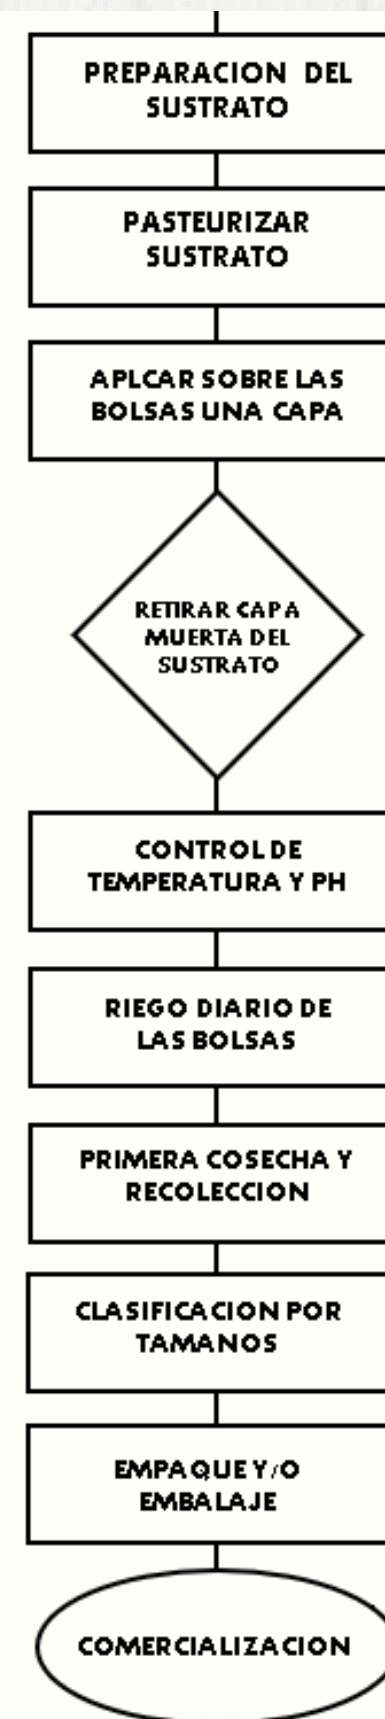 PREPARACION DEL
SUSTRATO
PASTEURIZAR
SUSTRATO
APLCAR SOBRE LAS
BOLSAS UNA CAPA
RETIRAR CAPA
MUERTA DEL
SUSTRATO
CONTROL DE
TEMPERATURA Y PH
RIEGO DIARIO DE
LAS BOLSAS
PRIMERA COSECHA Y
RECOLECCION
CLASIFICACION POR
TAMANOS
EMPAQUE Y/O
EMBALAJE
COMERCIALIZACION